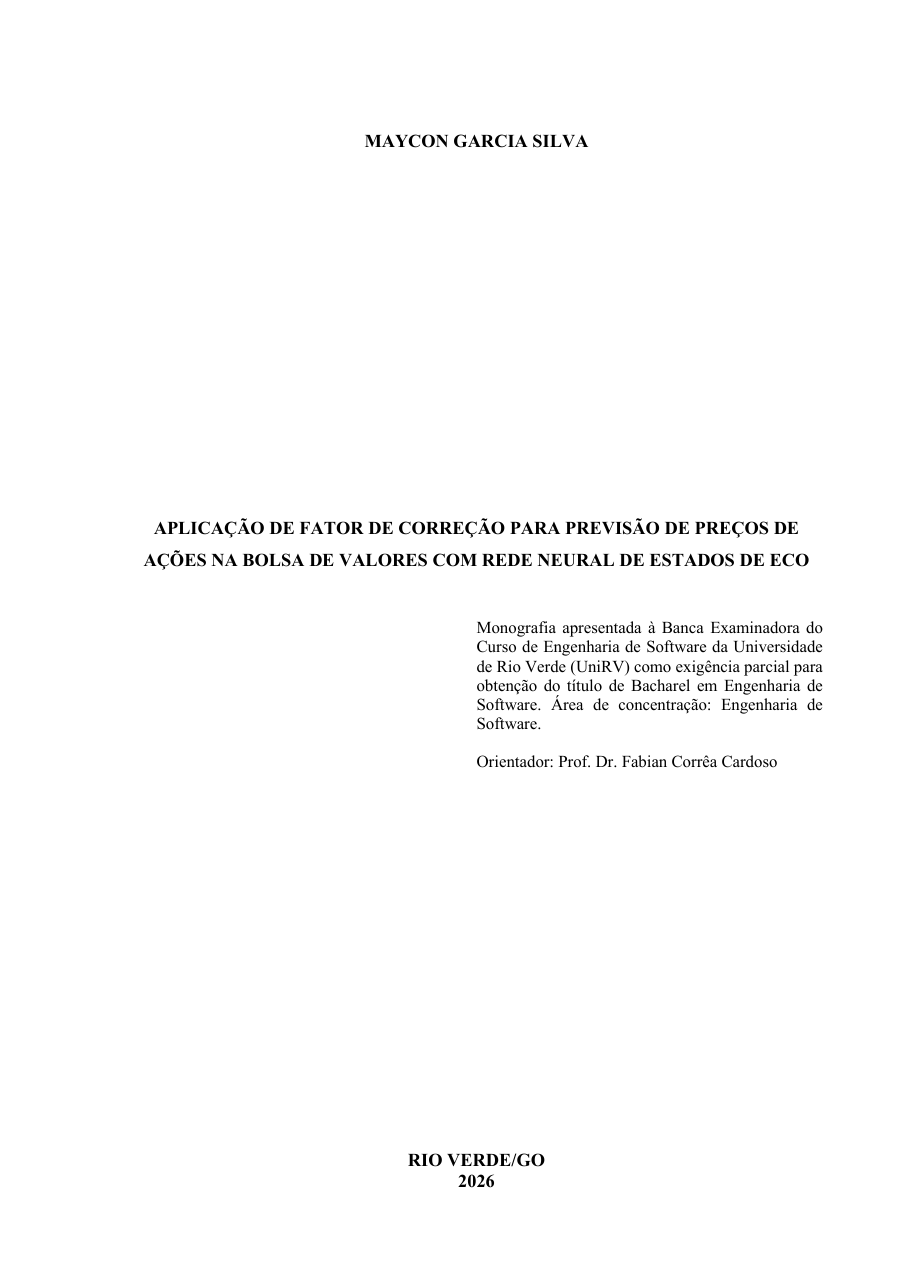 MAYCON GARCIA SILVA
APLICAÇÃO DE FATOR DE CORREÇÃO PARA PREVISÃO DE PREÇOS DE
AÇÕES NA BOLSA DE VALORES COM REDE NEURAL DE ESTADOS DE ECO
Monografia apresentada à Banca Examinadora do
Curso de Engenharia de Software da Universidade
de Rio Verde (UniRV) como exigência parcial para
obtenção do título de Bacharel em Engenharia de
Software. Área de concentração: Engenharia de
Software.
Orientador: Prof. Dr. Fabian Corrêa Cardoso
RIO VERDE/GO
2026